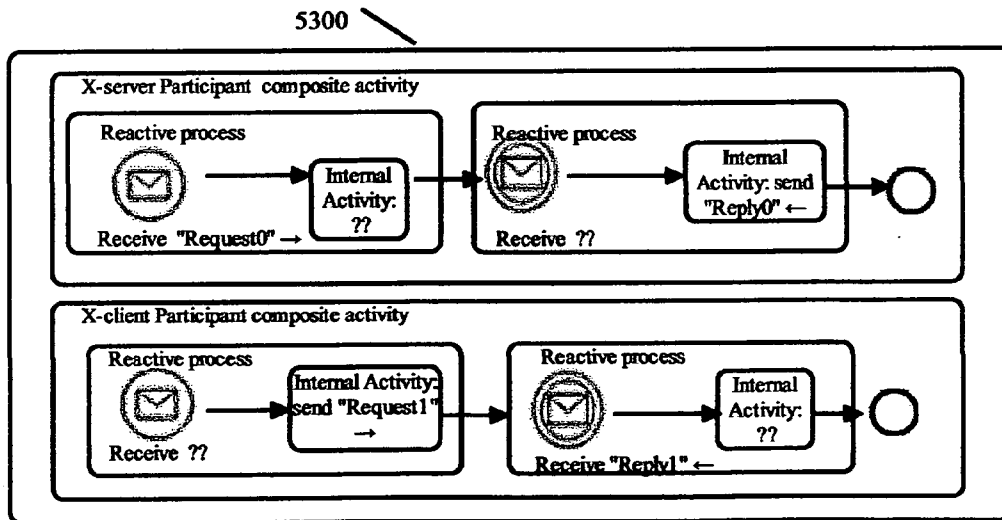 5300
X-server Participant composite activity
Reactive process
Internal
Activity:
??
Receive "Request0" →
Reactive process
Internal
Activity: send
"Reply0" ←
Receive ??
X-client Participant composite activity
Reactive process
Internal Activity:
send "Request1"
→
Receive ??
Reactive process
Internal
Activity:
??
Receive "Reply1" ←